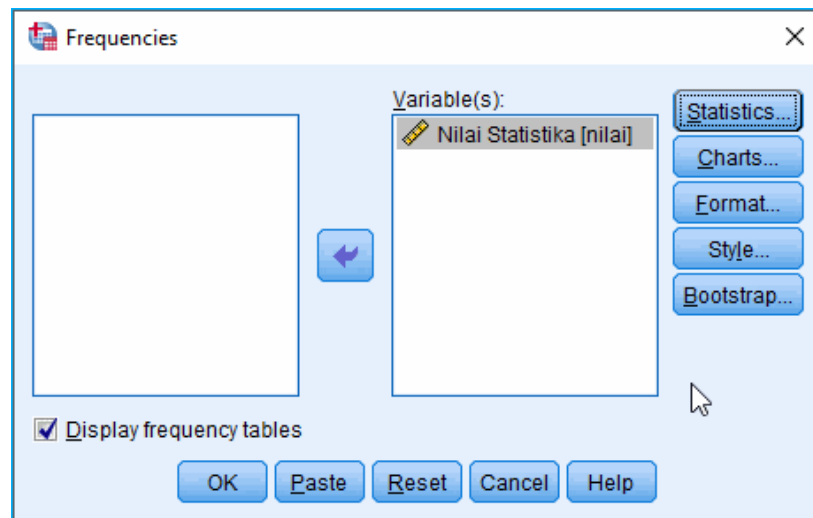 Frequencies
Variable(s):
Nilai Statistika [nilai]
Statistics...
Charts...
Format...
Style...
Bootstrap...
Display frequency tables
OK
Paste
Reset
Cancel
Help